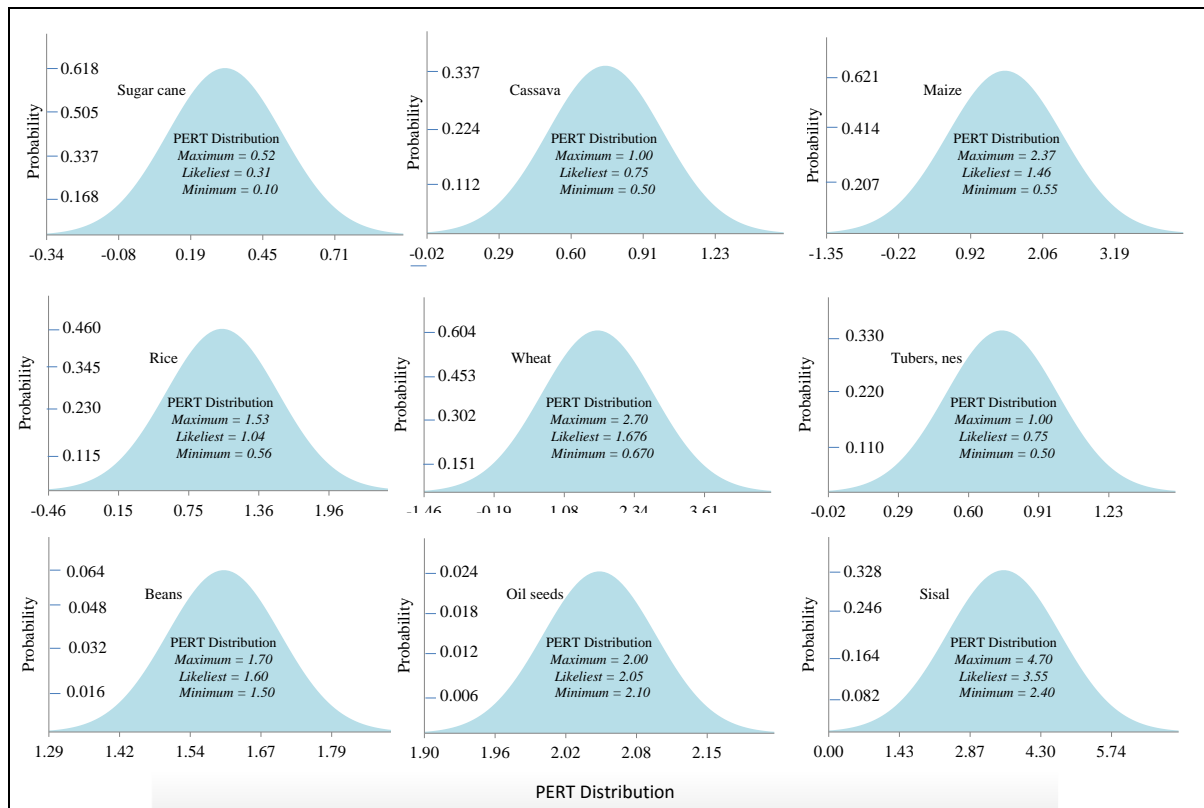 Probability
0.618
0.505
0.337
0.168
Sugar cane
PERT Distribution
Maximum = 0.52
Likeliest = 0.31
Minimum = 0.10
-0.34 -0.08 0.19 0.45 0.71
0.337
0.224
0.112
Cassava
PERT Distribution
Maximum = 1.00
Likeliest = 0.75
Minimum = 0.50
-0.02 0.29 0.60 0.91 1.23
Probability
0.621
0.414
0.207
Maize
PERT Distribution
Maximum = 2.37
Likeliest = 1.46
Minimum = 0.55
-1.35 -0.22 0.92 2.06 3.19
Probability
0.460
0.345
0.230
0.115
Rice
PERT Distribution
Maximum = 1.53
Likeliest = 1.04
Minimum = 0.56
-0.46 0.15 0.75 1.36 1.96
Probability
0.604
0.453
0.302
0.151
Wheat
PERT Distribution
Maximum = 2.70
Likeliest = 1.676
Minimum = 0.670
-1.46 -0.19 1.08 2.34 3.61
Probability
0.330
0.220
0.110
Tubers, nes
PERT Distribution
Maximum = 1.00
Likeliest = 0.75
Minimum = 0.50
-0.02 0.29 0.60 0.91 1.23
Probability
0.064
0.048
0.032
0.016
Beans
PERT Distribution
Maximum = 1.70
Likeliest = 1.60
Minimum = 1.50
1.29 1.42 1.54 1.67 1.79
Probability
0.024
0.018
0.012
0.006
Oil seeds
PERT Distribution
Maximum = 2.00
Likeliest = 2.05
Minimum = 2.10
1.90 1.96 2.02 2.08 2.15
Probability
0.328
0.246
0.164
0.082
Sisal
PERT Distribution
Maximum = 4.70
Likeliest = 3.55
Minimum = 2.40
0.00 1.43 2.87 4.30 5.74
PERT Distribution